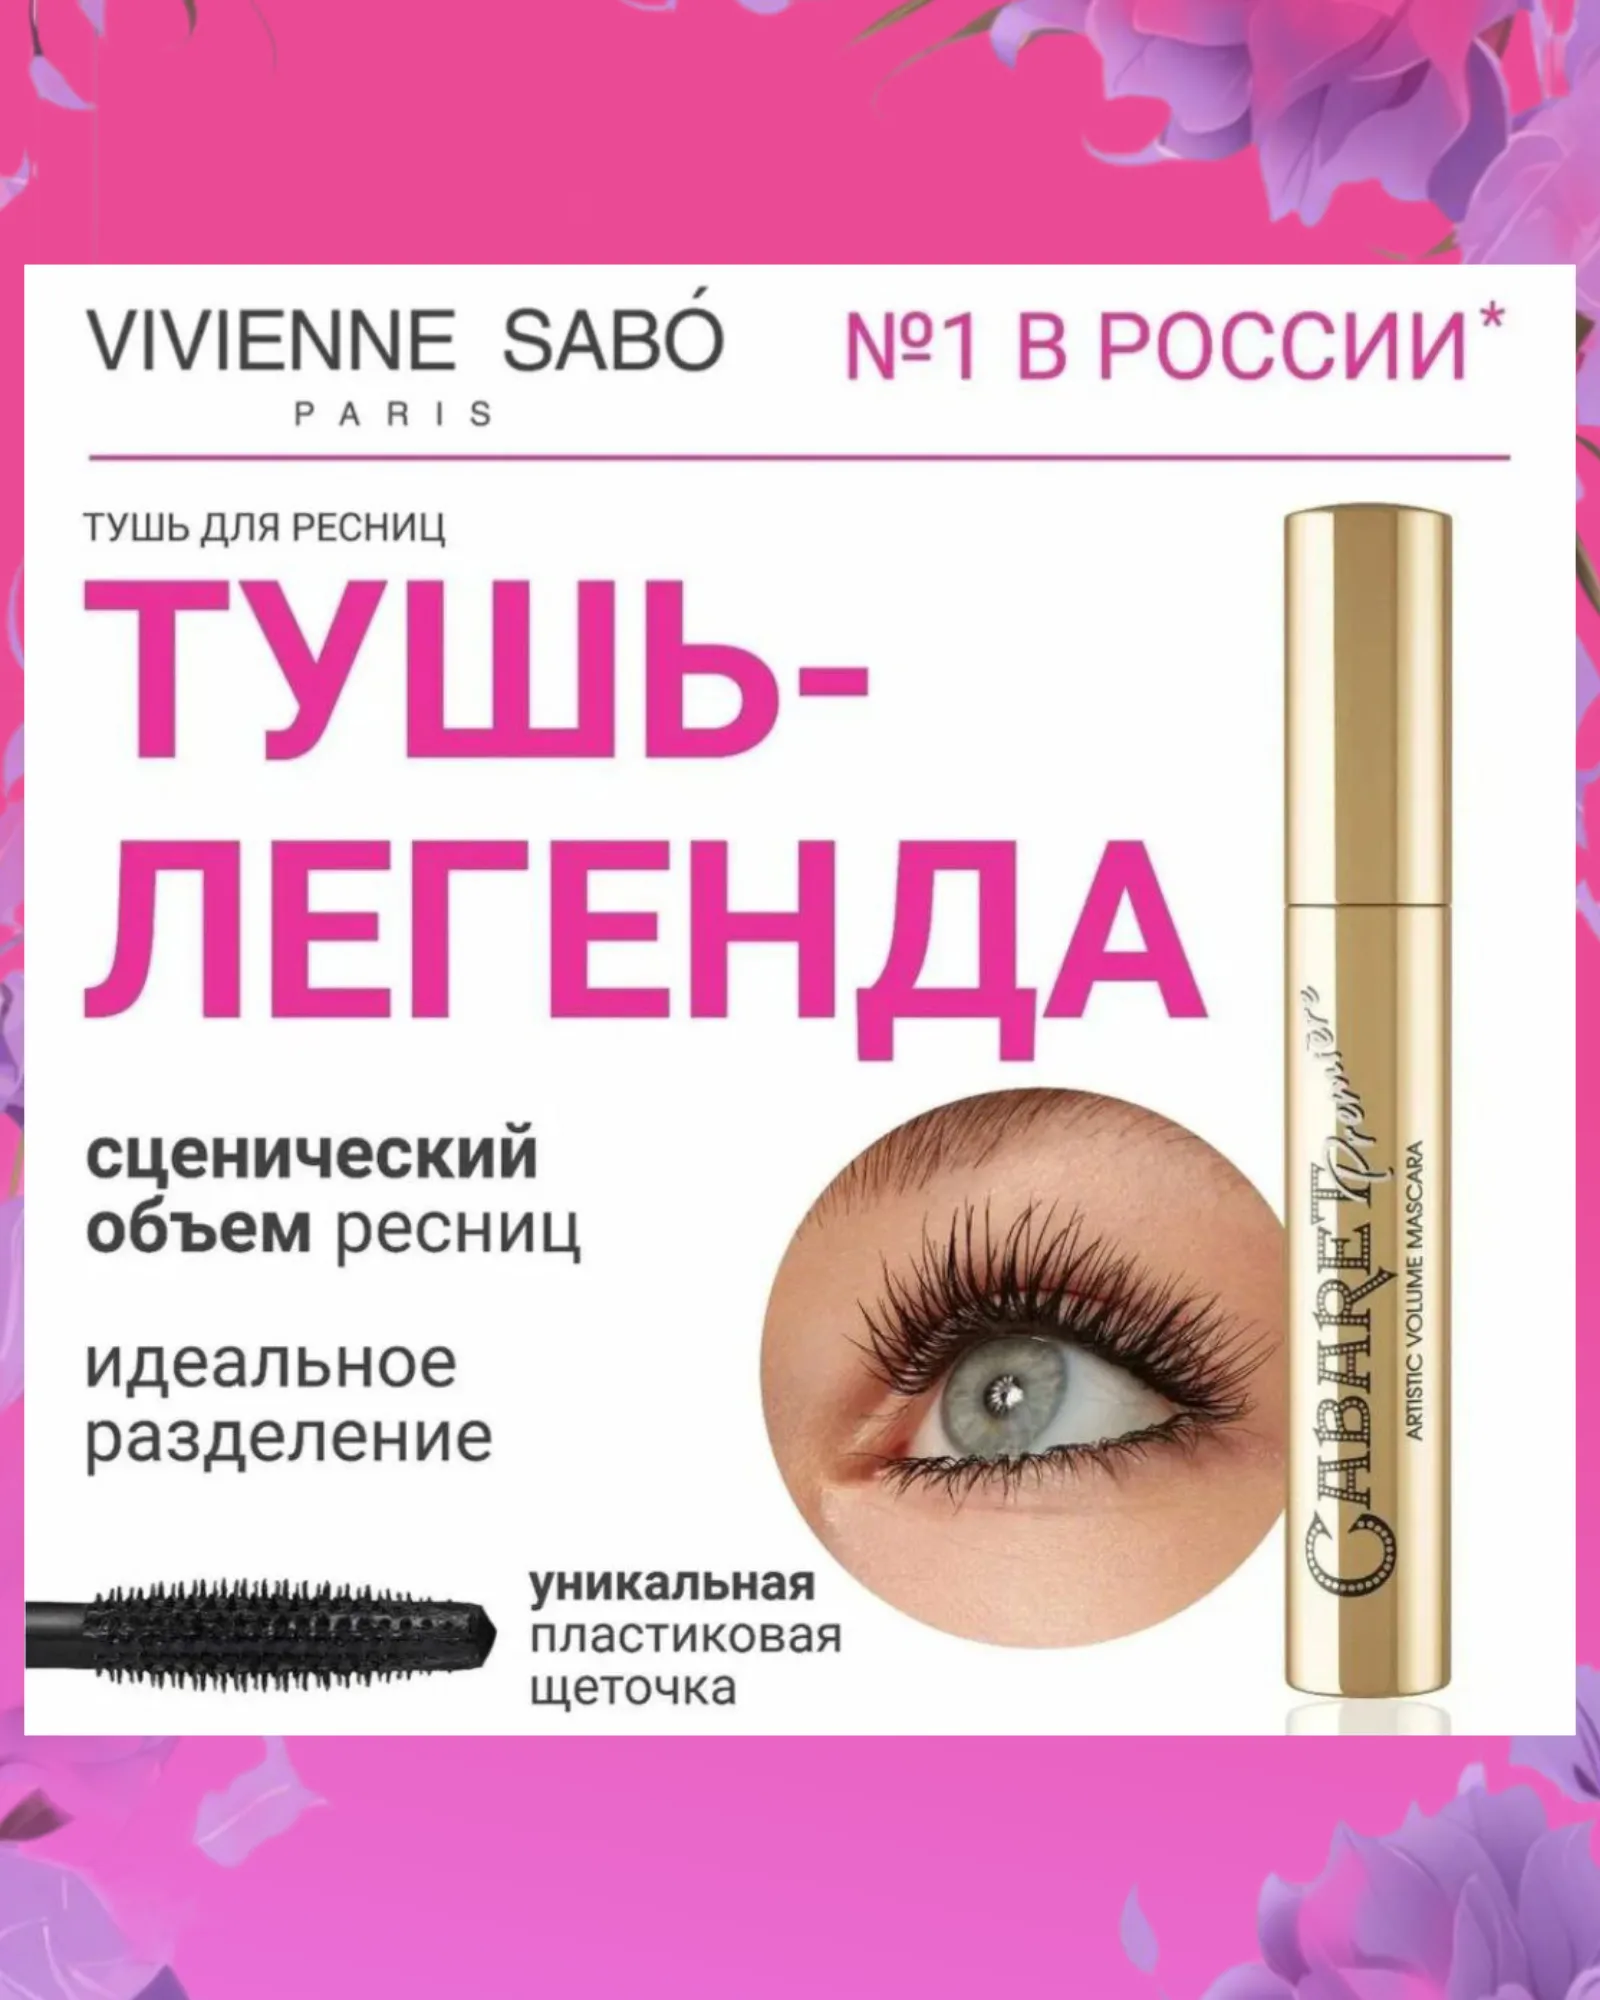 VIVIENNE SABÓ
PARIS
№1 В РОССИИ*
ТУШЬ ДЛЯ РЕСНИЦ
ТУШЬ-
ЛЕГЕНДА
сценический
объем ресниц
идеальное
разделение
уникальная
пластиковая
щеточка
CABARET Premiere
ARTISTIC VOLUME MASCARA